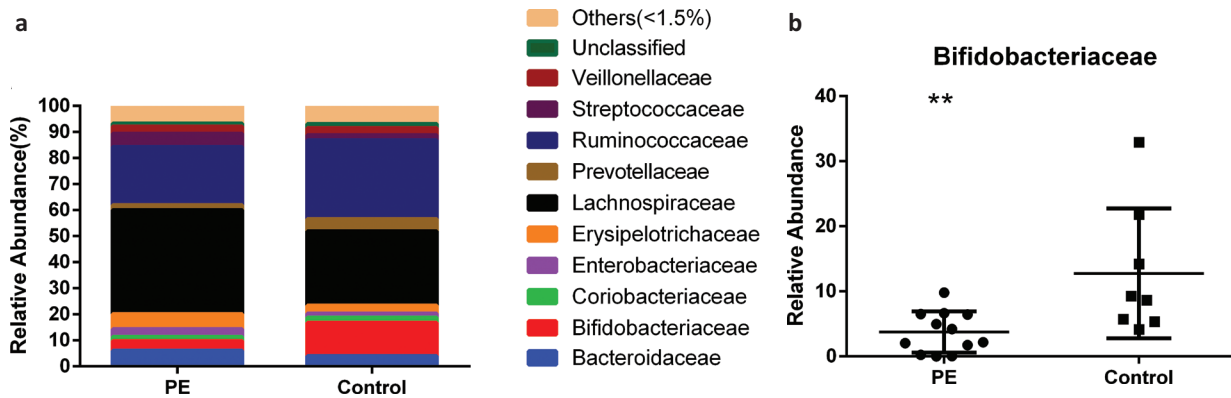 a
Relative Abundance(%)
100
90
80
70
60
50
40
30
20
10
0
PE
Control
Others(<1.5%)
Unclassified
Veillonellaceae
Streptococcaceae
Ruminococcaceae
Prevotellaceae
Lachnospiraceae
Erysipelotrichaceae
Enterobacteriaceae
Coriobacteriaceae
Bifidobacteriaceae
Bacteroidaceae
b
Bifidobacteriaceae
Relative Abundance
40
30
20
10
0
**
PE
Control